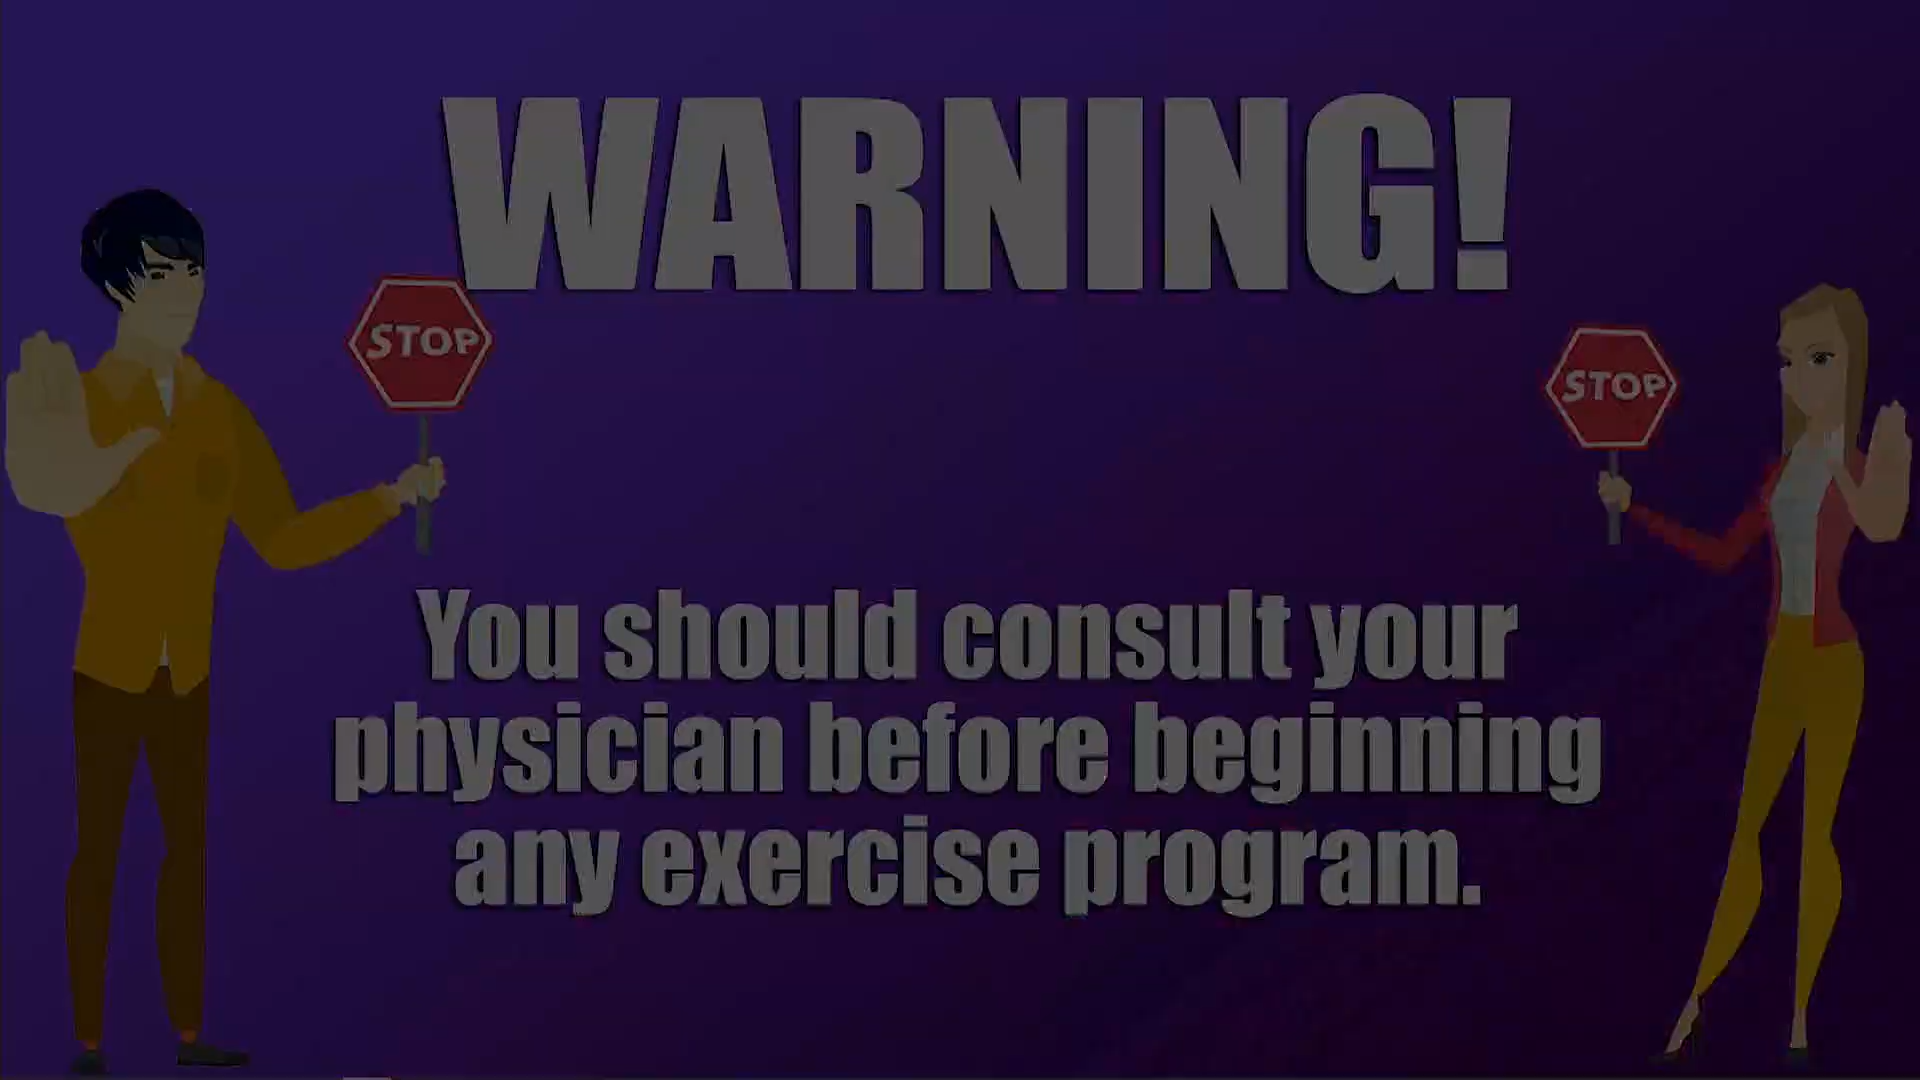 WARNING!
STOP
STOP
You should consult your
physician before beginning
any exercise program.